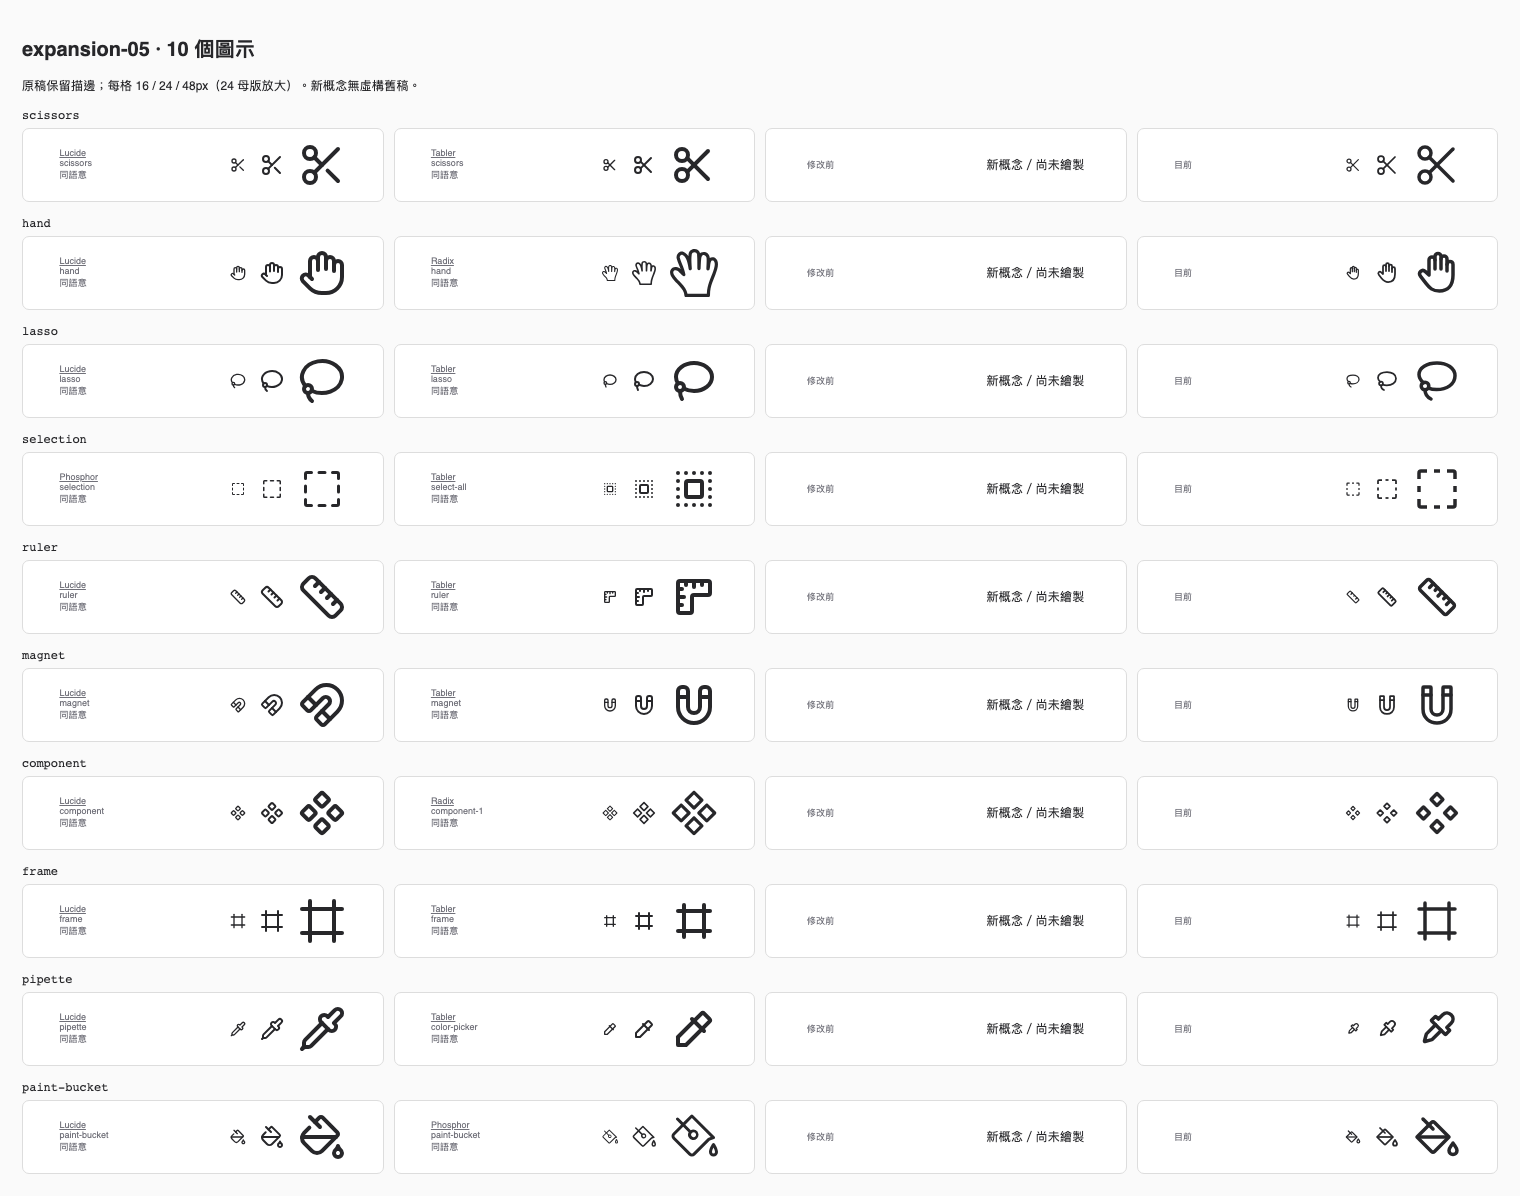 expansion-05 · 10 個圖示
原稿保留描邊；每格 16 / 24 / 48px（24 母版放大）。新概念無虛構舊稿。
scissors
Lucide
scissors
同語意
Tabler
scissors
同語意
修改前
新概念 / 尚未繪製
目前
hand
Lucide
hand
同語意
Radix
hand
同語意
修改前
新概念 / 尚未繪製
目前
lasso
Lucide
lasso
同語意
Tabler
lasso
同語意
修改前
新概念 / 尚未繪製
目前
selection
Phosphor
selection
同語意
Tabler
select-all
同語意
修改前
新概念 / 尚未繪製
目前
ruler
Lucide
ruler
同語意
Tabler
ruler
同語意
修改前
新概念 / 尚未繪製
目前
magnet
Lucide
magnet
同語意
Tabler
magnet
同語意
修改前
新概念 / 尚未繪製
目前
component
Lucide
component
同語意
Radix
component-1
同語意
修改前
新概念 / 尚未繪製
目前
frame
Lucide
frame
同語意
Tabler
frame
同語意
修改前
新概念 / 尚未繪製
目前
pipette
Lucide
pipette
同語意
Tabler
color-picker
同語意
修改前
新概念 / 尚未繪製
目前
paint-bucket
Lucide
paint-bucket
同語意
Phosphor
paint-bucket
同語意
修改前
新概念 / 尚未繪製
目前